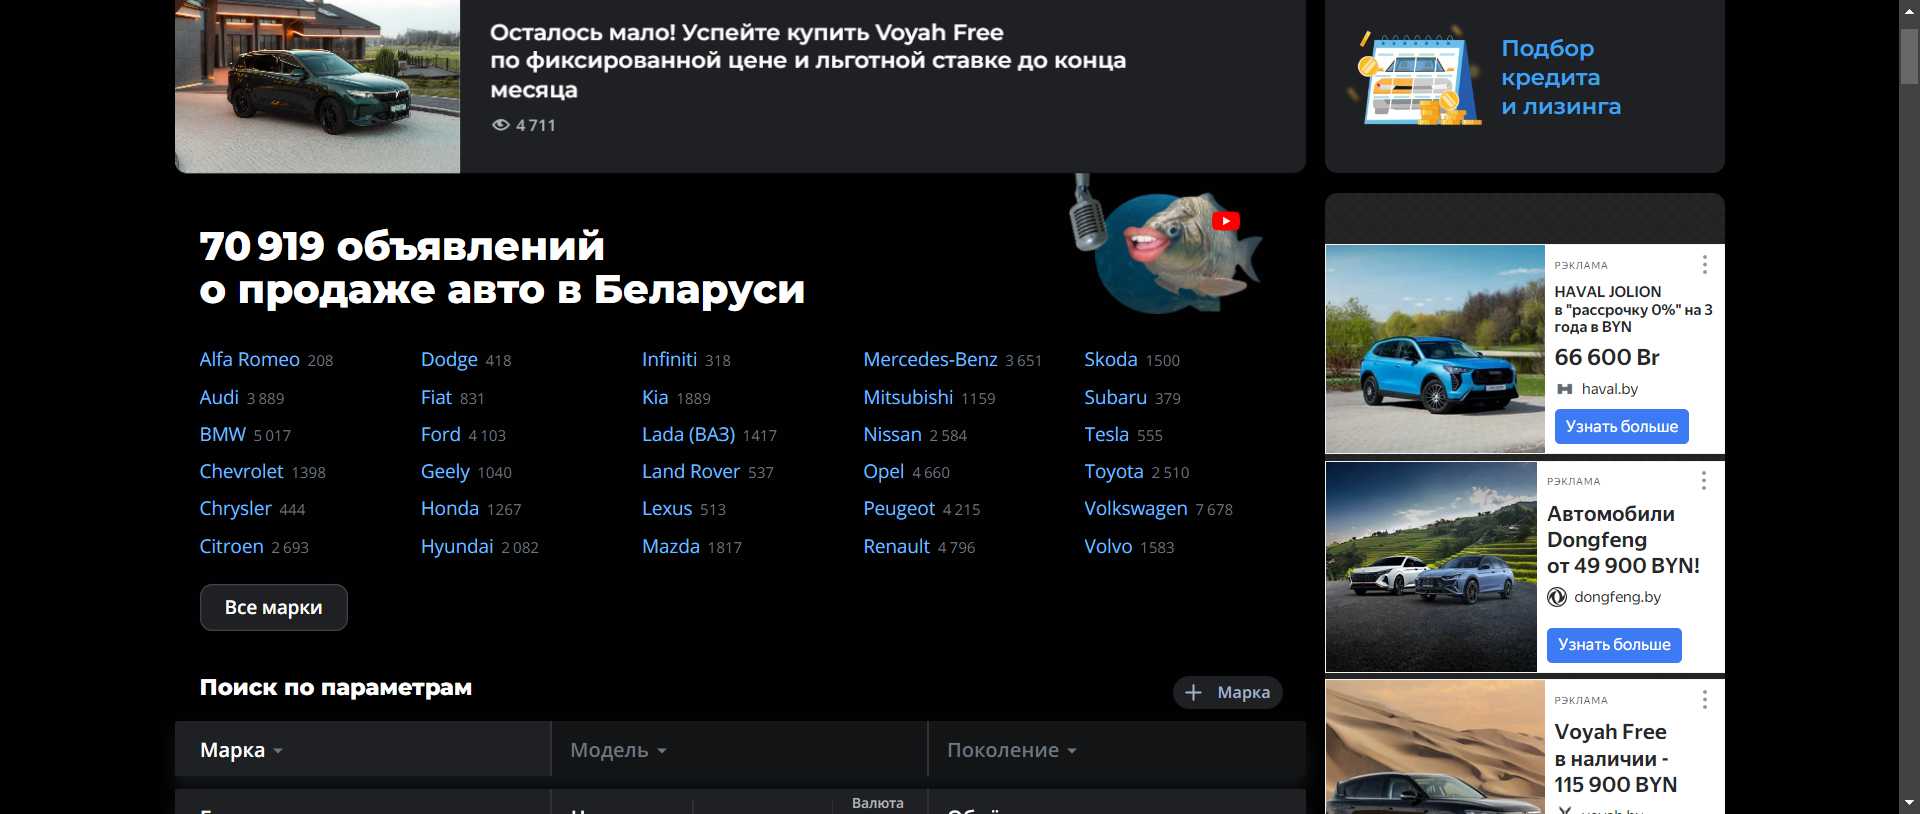 Осталось мало! Успейте купить Voyah Free
по фиксированной цене и льготной ставке до конца
месяца
4 711
Подбор
кредита
и лизинга
70 919 объявлений
о продаже авто в Беларуси
Alfa Romeo 208
Audi 3 889
BMW 5 017
Chevrolet 1398
Chrysler 444
Citroen 2 693
Dodge 418
Fiat 831
Ford 4 103
Geely 1040
Honda 1267
Hyundai 2 082
Infiniti 318
Kia 1889
Lada (ВАЗ) 1417
Land Rover 537
Lexus 513
Mazda 1817
Mercedes-Benz 3 651
Mitsubishi 1159
Nissan 2 584
Opel 4 660
Peugeot 4 215
Renault 4 796
Skoda 1500
Subaru 379
Tesla 555
Toyota 2 510
Volkswagen 7 678
Volvo 1583
Все марки
Поиск по параметрам
Марка
Марка
Модель
Поколение
Валюта
РЭКЛАМА
HAVAL JOLION
в "рассрочку 0%" на 3
года в BYN
66 600 Br
haval.by
Узнать больше
РЭКЛАМА
Автомобили
Dongfeng
от 49 900 BYN!
dongfeng.by
Узнать больше
РЭКЛАМА
Voyah Free
в наличии -
115 900 BYN